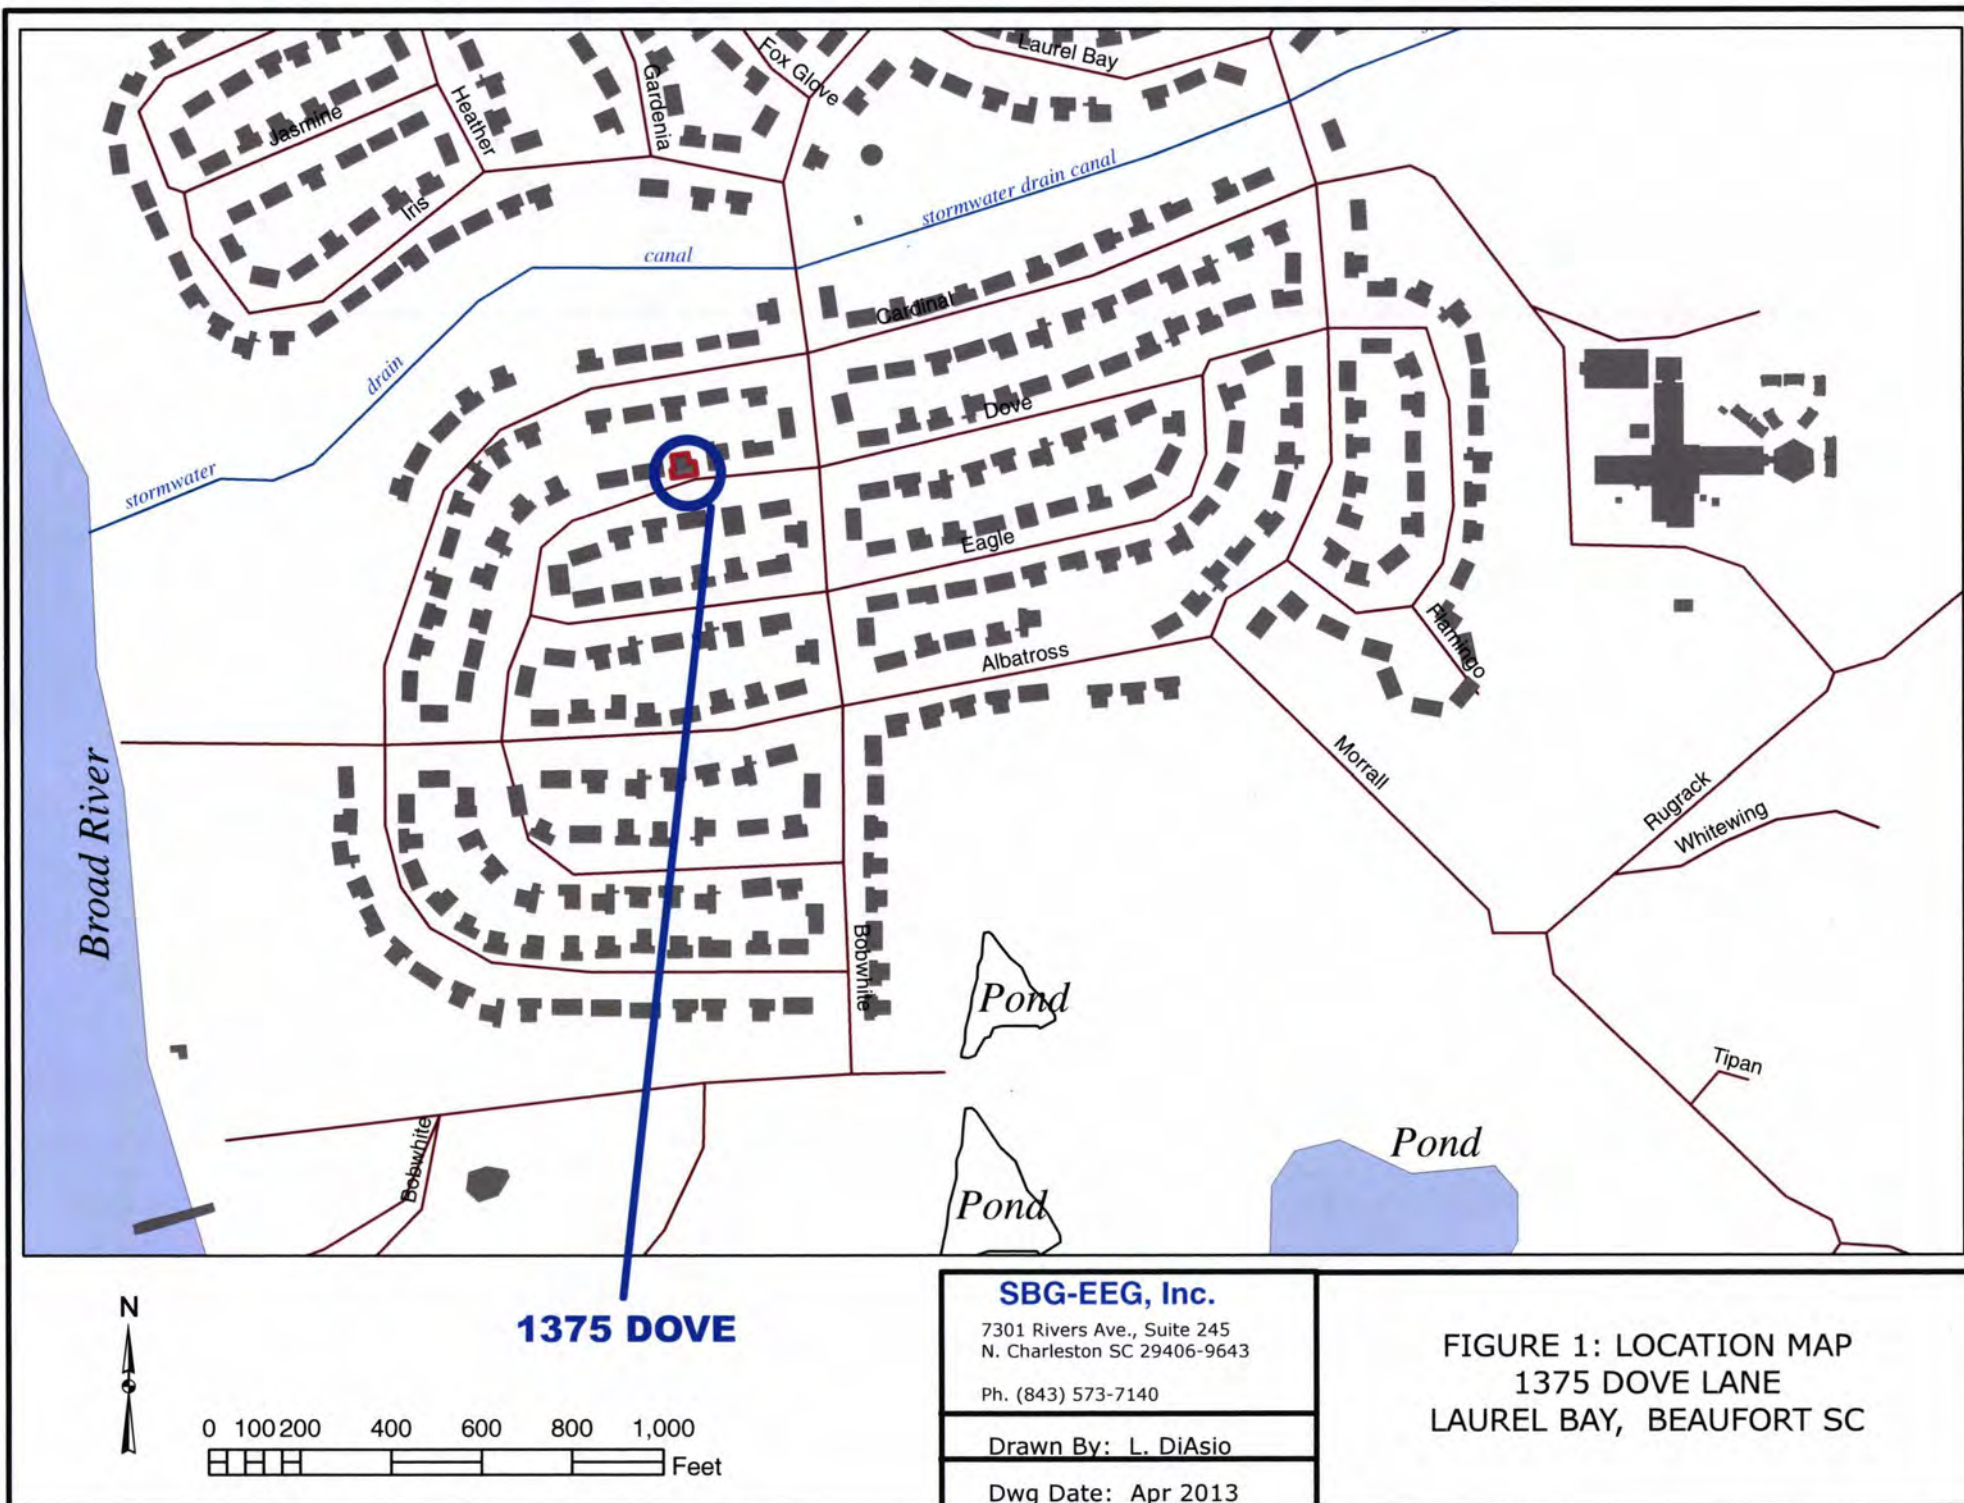 Laurel Bay
Fox Glove
Gardenia
Heather
Jasmine
Iris
stormwater drain canal
canal
drain
stormwater
Cardinal
Dove
Eagle
Albatross
Flamingo
Morrall
Rugrack
Whitewing
Broad River
Bobwhite
Pond
Tipan
Bobwhite
Pond
Pond
1375 DOVE
N
0 100 200 400 600 800 1,000
Feet
SBG-EEG, Inc.
7301 Rivers Ave., Suite 245
N. Charleston SC 29406-9643
Ph. (843) 573-7140
Drawn By: L. DiAsio
Dwg Date: Apr 2013
FIGURE 1: LOCATION MAP
1375 DOVE LANE
LAUREL BAY, BEAUFORT SC